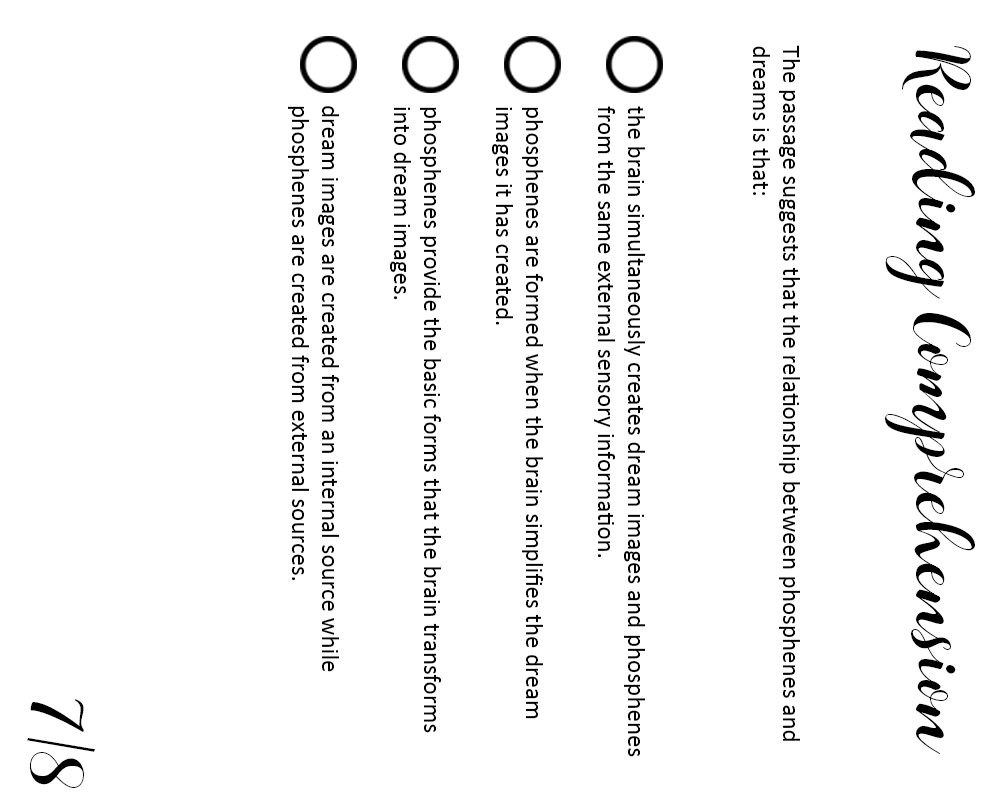 Reading Comprehension
The passage suggests that the relationship between phosphenes and
dreams is that:
the brain simultaneously creates dream images and phosphenes
from the same external sensory information.
phosphenes are formed when the brain simplifies the dream
images it has created.
phosphenes provide the basic forms that the brain transforms
into dream images.
dream images are created from an internal source while
phosphenes are created from external sources.
7/8